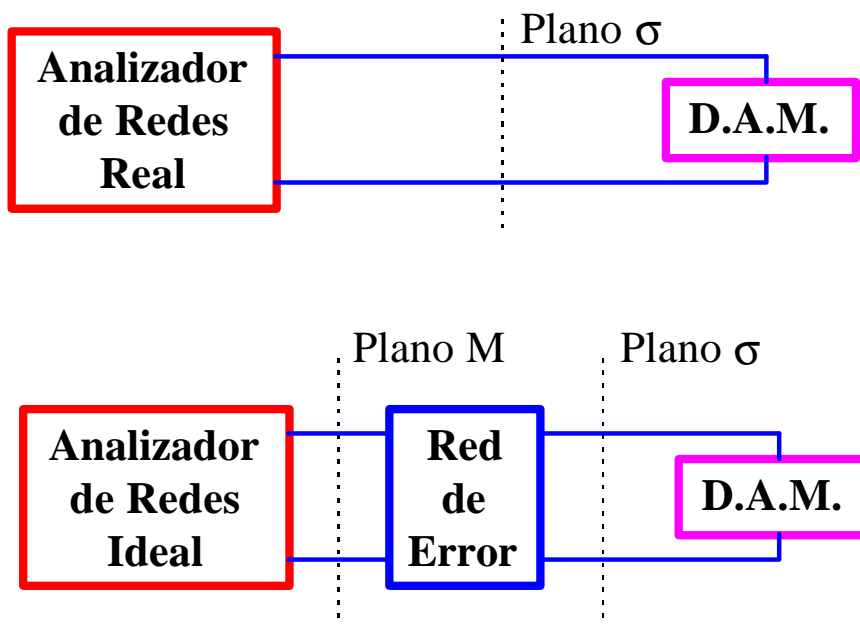 Plano σ
Analizador
de Redes
Real
D.A.M.
Plano M
Plano σ
Analizador
de Redes
Ideal
Red
de
Error
D.A.M.